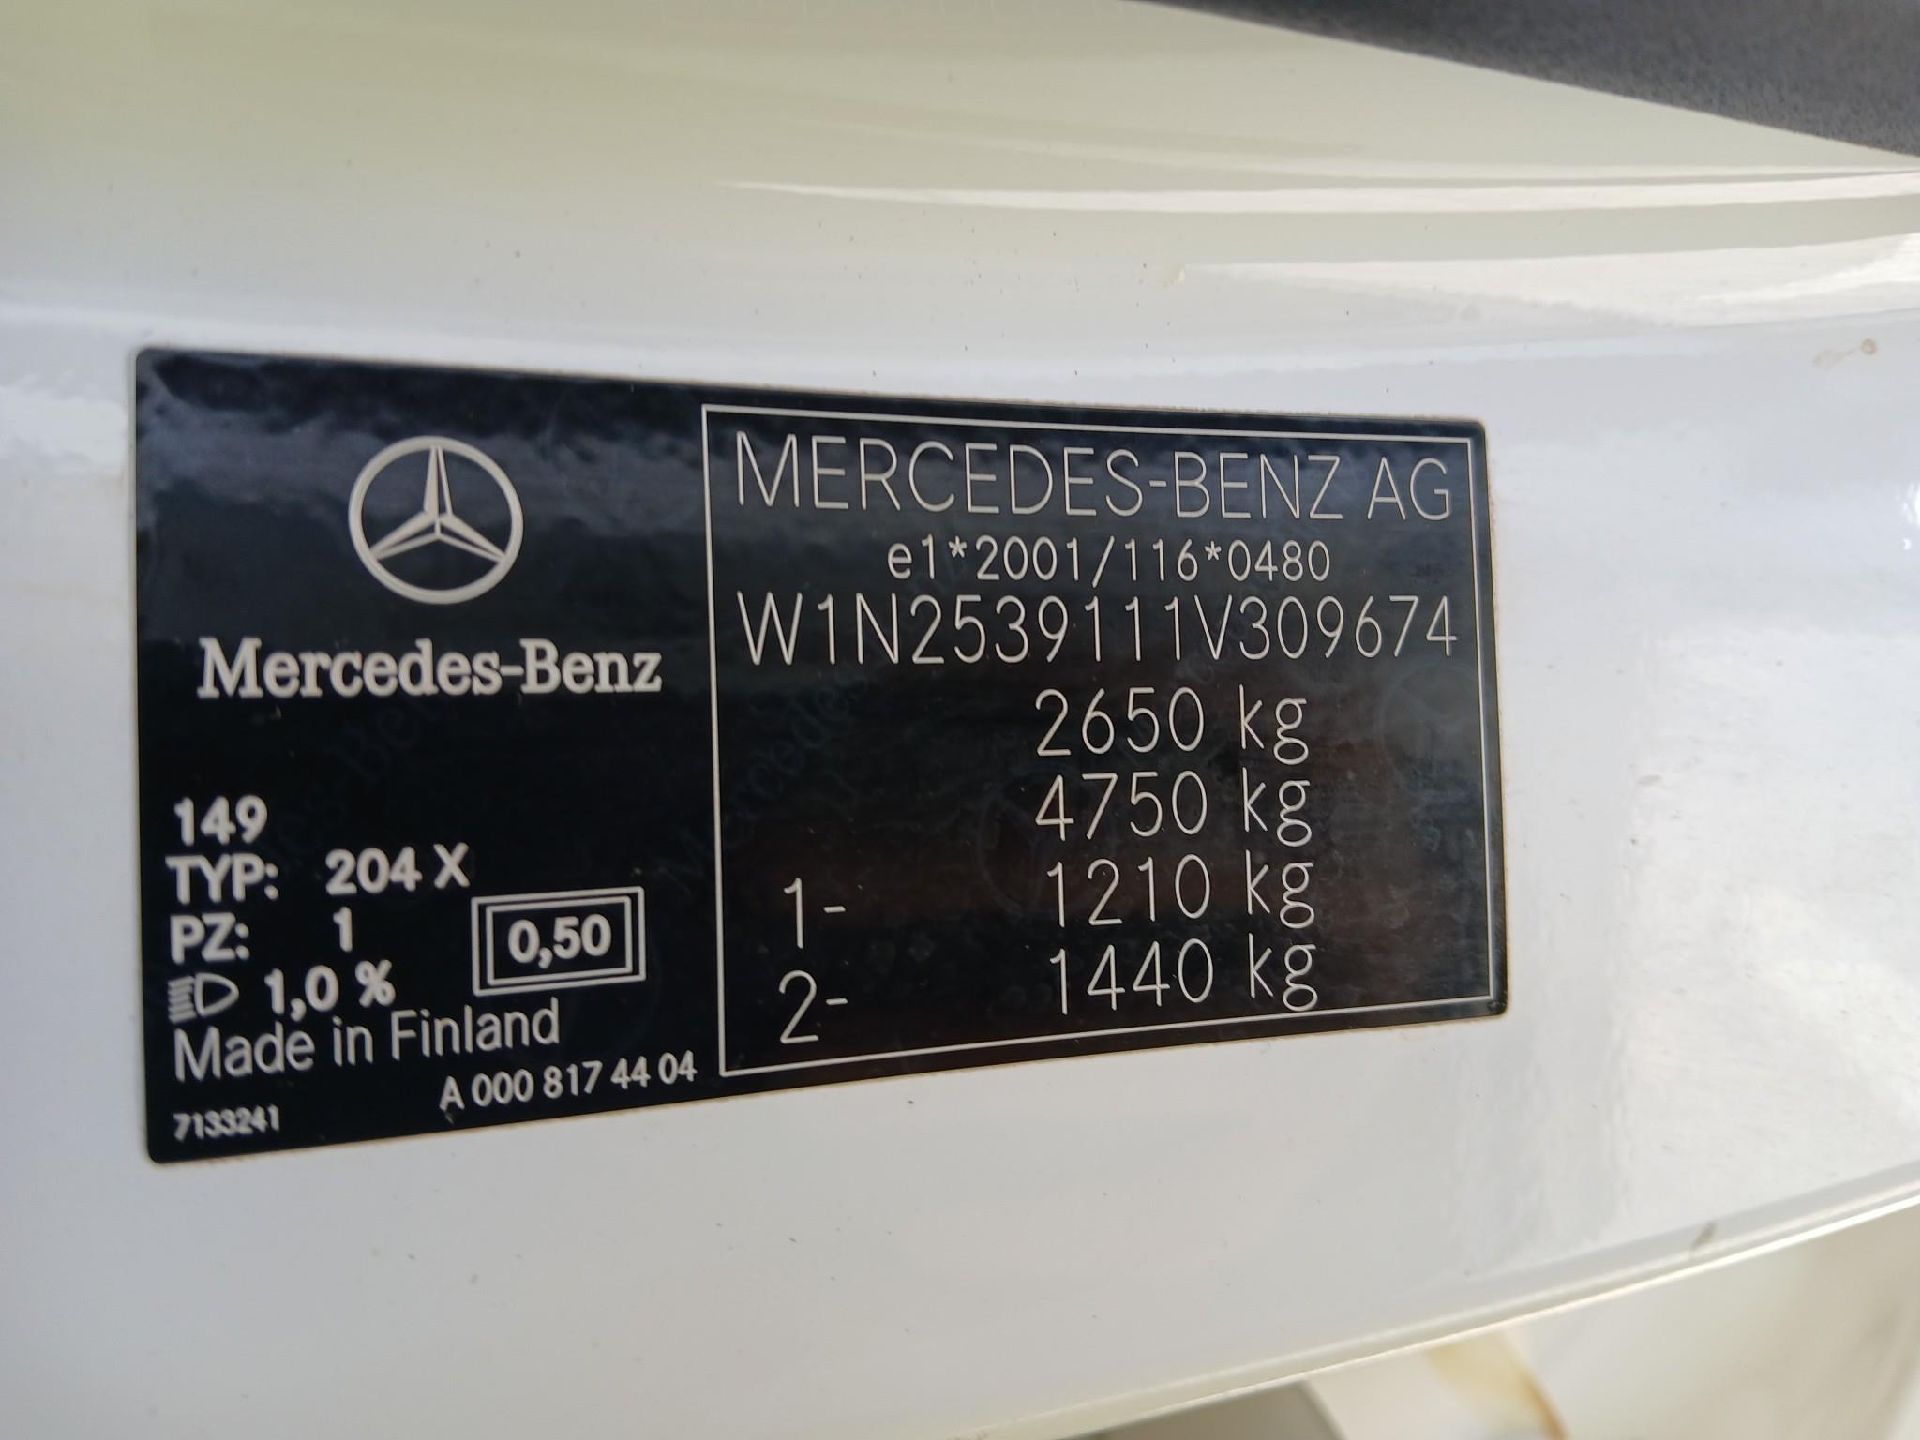 Mercedes-Benz
149
TYP: 204 X
PZ: 1
0,50
1,0 %
Made in Finland
A 000 817 44 04
7133241
MERCEDES-BENZ AG
e1*2001/116*0480
W1N2539111V309674
2650 kg
4750 kg
1- 1210 kg
2- 1440 kg